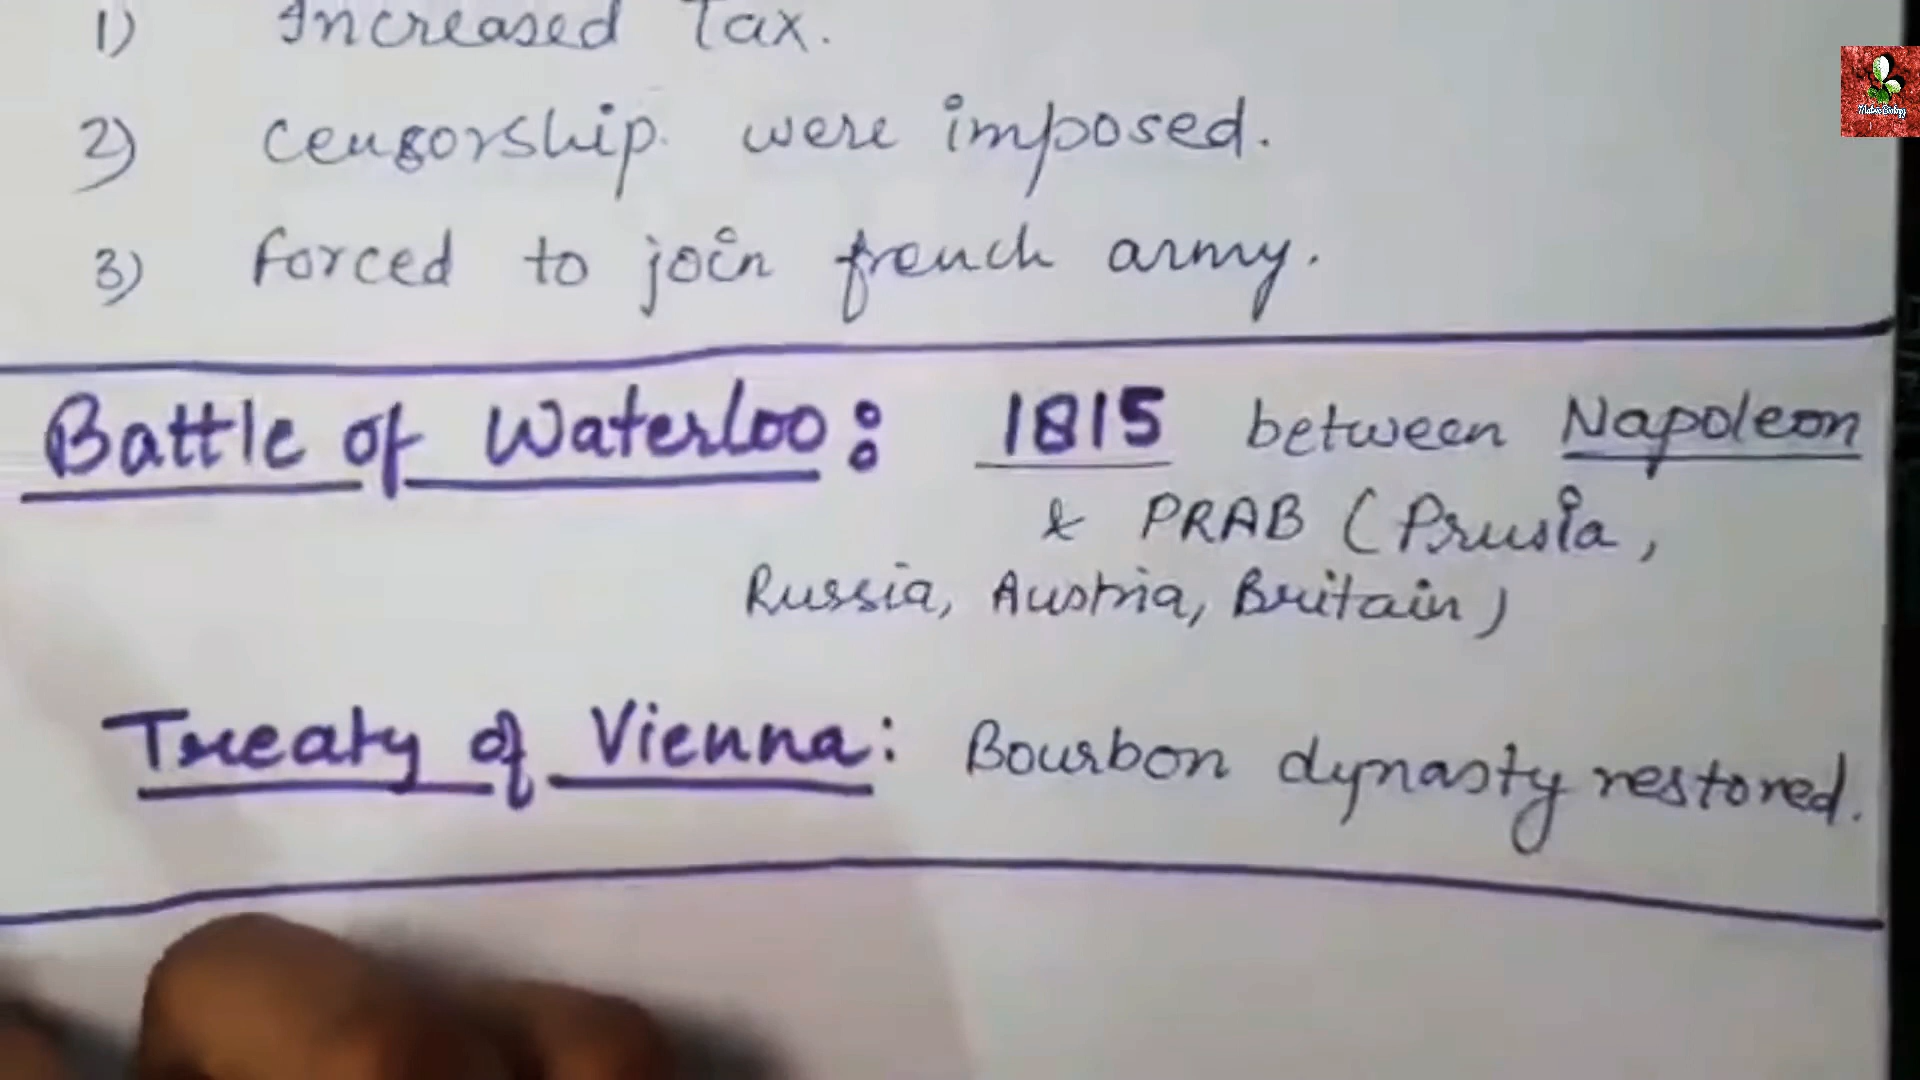 1) Increased Tax.
2) Censorship were imposed.
3) Forced to join french army.
Battle of Waterloo: 1815 between Napoleon
& PRAB (Prusia,
Russia, Austria, Britain)
Treaty of Vienna: Bourbon dynasty restored.